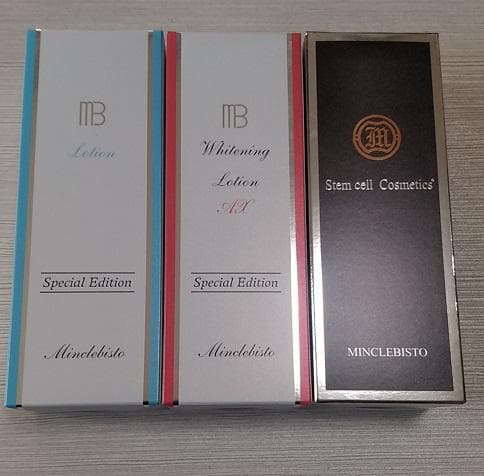 MB
Lotion
Special Edition
Minclebisto
MB
Whitening
Lotion
AX
Special Edition
Minclebisto
M
Stem cell Cosmetics®
MINCLEBISTO